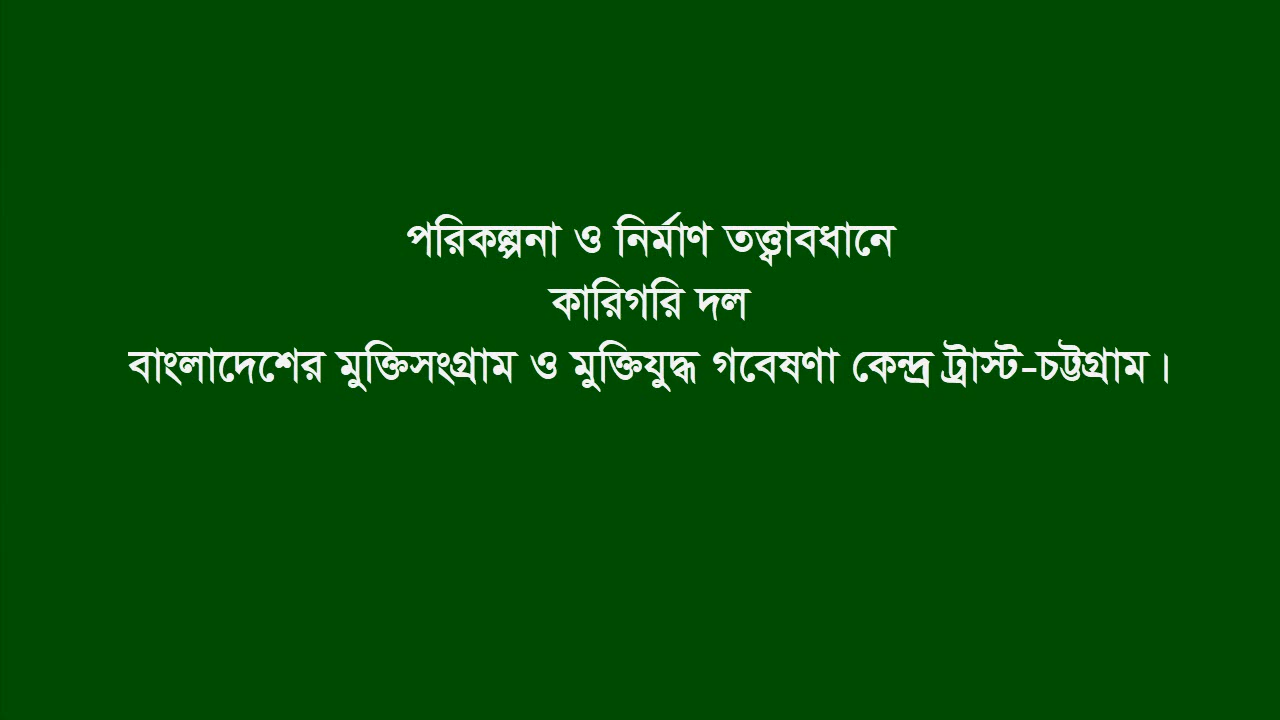 পরিকল্পনা ও নির্মাণ তত্ত্বাবধানে
কারিগরি দল
বাংলাদেশের মুক্তিসংগ্রাম ও মুক্তিযুদ্ধ গবেষণা কেন্দ্র ট্রাস্ট-চট্টগ্রাম।